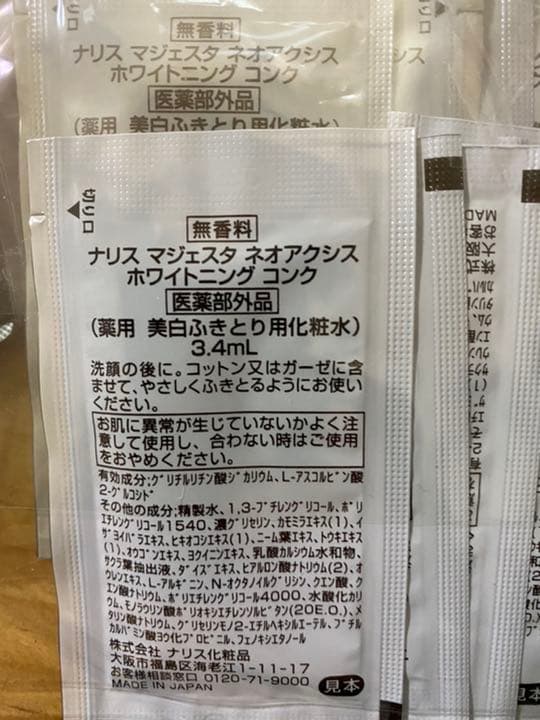 切り口
無香料
ナリス マジェスタ ネオアクシス
ホワイトニング コンク
医薬部外品
(薬用 美白ふきとり用化粧水)
切り口
無香料
ナリス マジェスタ ネオアクシス
ホワイトニング コンク
医薬部外品
(薬用 美白ふきとり用化粧水)
3.4mL
洗顔の後に。コットン又はガーゼに含
ませて、やさしくふきとるようにお使い
ください。
お肌に異常が生じていないかよく注
意して使用し、合わない時はご使用
をおやめください。
有効成分;グリチルリチン酸ジカリウム、L-アスコルビン酸
2-グルコシド
その他の成分;精製水、1,3-ブチレングリコール、ポリ
エチレングリコール1540、濃グリセリン、カモミラエキス(1)、イ
ザヨイバラエキス、ヒキオコシエキス(1)、ニーム葉エキス、トウキエキス
(1)、オウゴンエキス、ヨクイニンエキス、乳酸カルシウム水和物、
サクラ葉抽出液、ダイズエキス、ヒアルロン酸ナトリウム(2)、オ
ウレンエキス、L-アルギニン、N-オクタノイルグリシン、クエン酸、ク
エン酸ナトリウム、ポリエチレングリコール4000、水酸化カリ
ウム、モノラウリン酸ポリオキシエチレンソルビタン(20E.O.)、メ
タリン酸ナトリウム、グリセリンモノ2-エチルヘキシルエーテル、ブチル
カルバミン酸ヨウ化プロピニル、フェノキシエタノール
株式会社 ナリス化粧品
大阪市福島区海老江1-11-17
お客様相談窓口 0120-71-9000
MADE IN JAPAN
見本